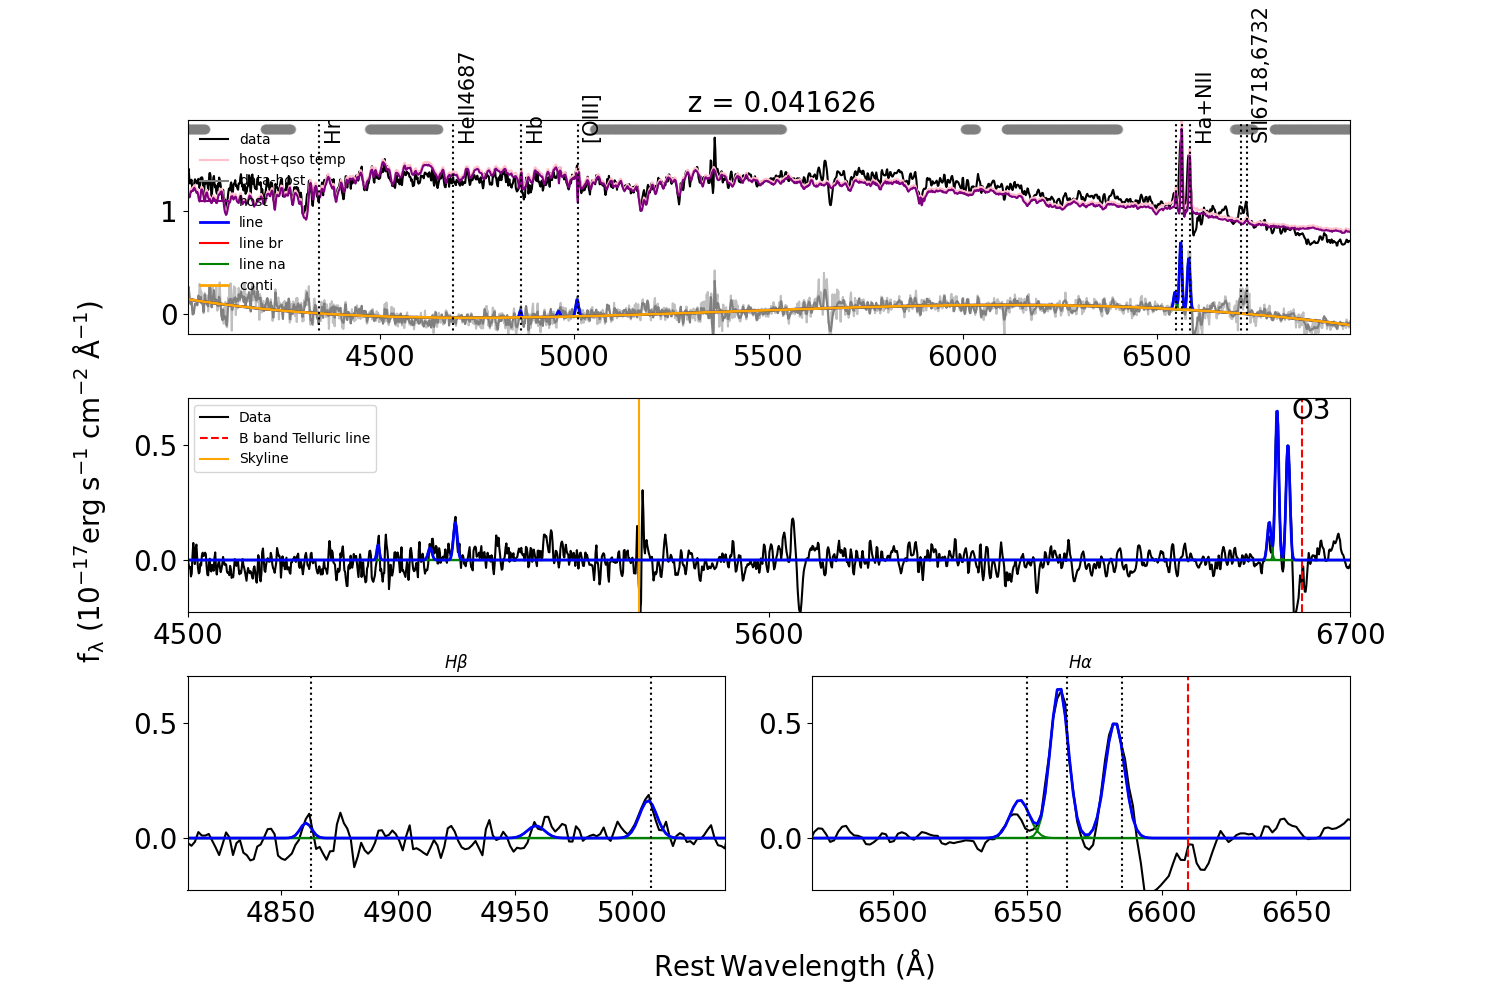 z = 0.041626
Hr
HeII4687
Hb
[OIII]
Ha+NII
SII6718,6732
data
host+qso temp
data-host
host
line
line br
line na
conti
1
0
4500
5000
5500
6000
6500
f_λ (10^−17 erg s^−1 cm^−2 Å^−1)
Data
B band Telluric line
Skyline
O3
0.5
0.0
4500
5600
6700
Hβ
0.5
0.0
4850
4900
4950
5000
Hα
0.5
0.0
6500
6550
6600
6650
Rest Wavelength (Å)